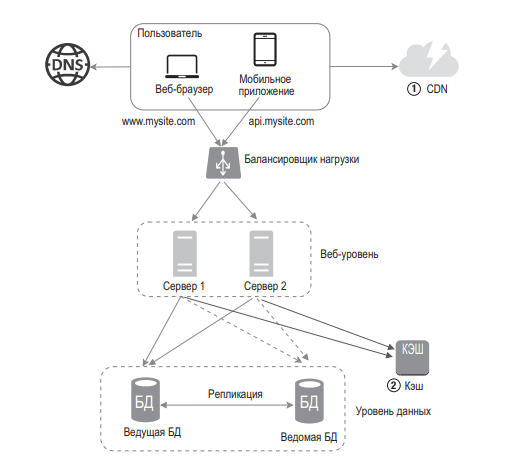 Пользователь
DNS
Веб-браузер
Мобильное
приложение
1 CDN
www.mysite.com
api.mysite.com
Балансировщик нагрузки
Веб-уровень
Сервер 1
Сервер 2
КЭШ
2 Кэш
БД
Репликация
БД
Уровень данных
Ведущая БД
Ведомая БД